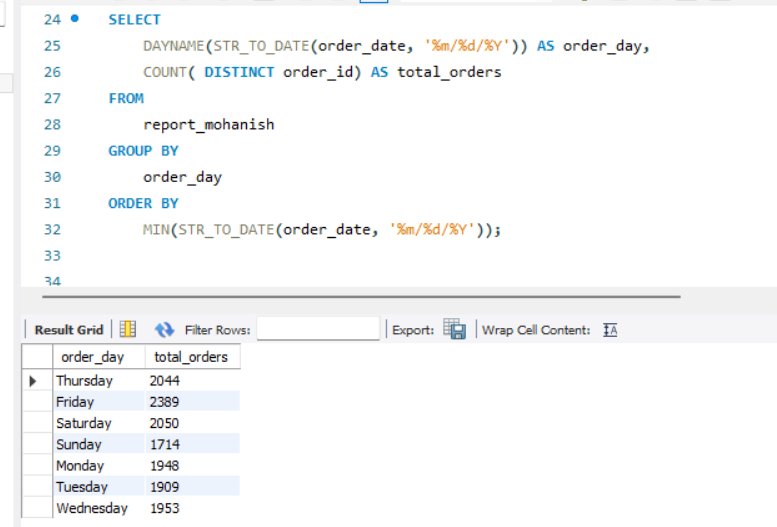 24 SELECT
25 DAYNAME(STR_TO_DATE(order_date, '%m/%d/%Y')) AS order_day,
26 COUNT( DISTINCT order_id) AS total_orders
27 FROM
28 report_mohanish
29 GROUP BY
30 order_day
31 ORDER BY
32 MIN(STR_TO_DATE(order_date, '%m/%d/%Y'));
33
34
Result Grid Filter Rows: Export: Wrap Cell Content: IA
order_day total_orders
Thursday 2044
Friday 2389
Saturday 2050
Sunday 1714
Monday 1948
Tuesday 1909
Wednesday 1953